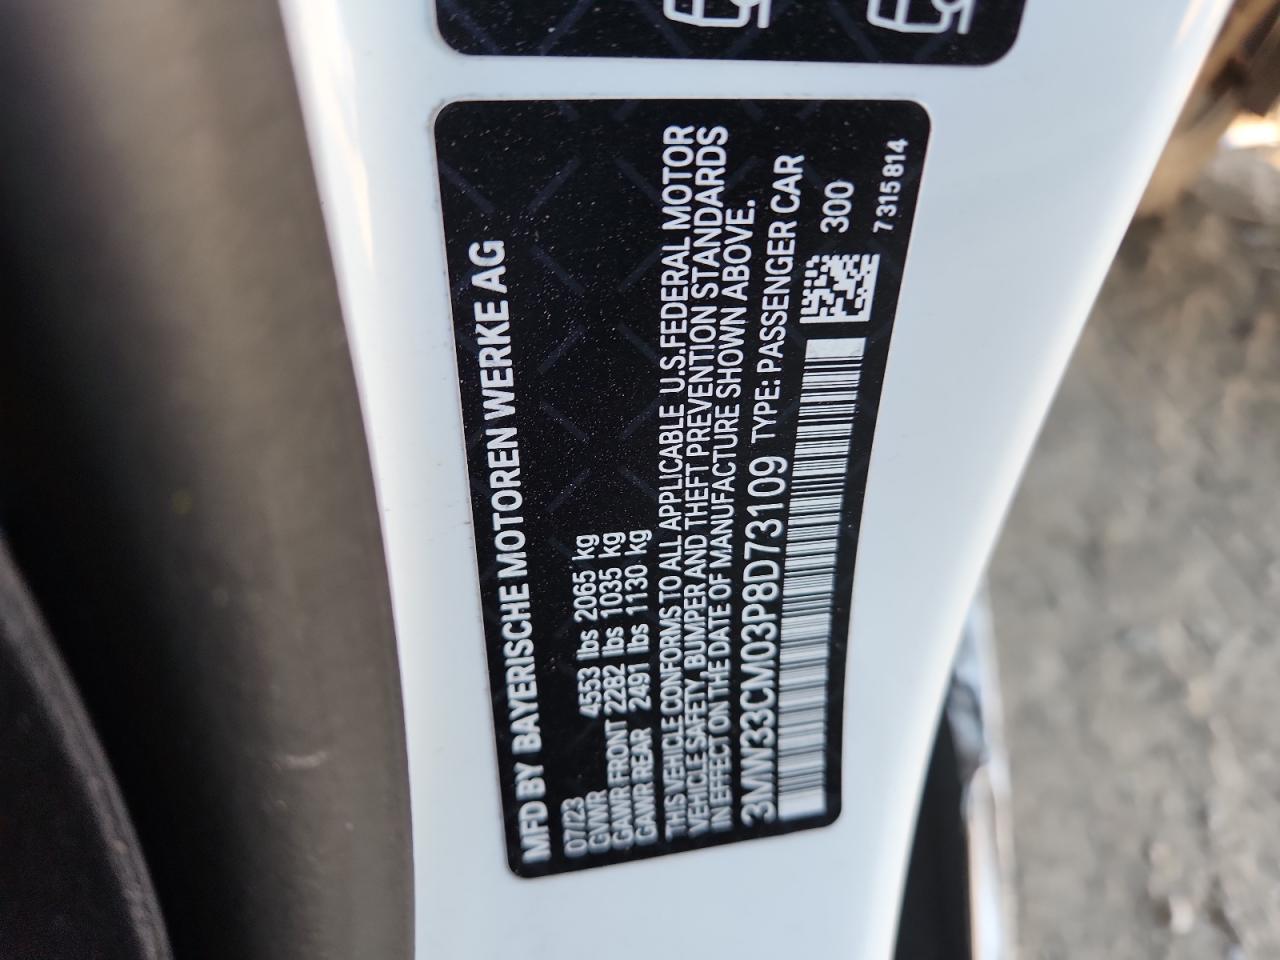 MFD BY BAYERISCHE MOTOREN WERKE AG
07/23
GVWR 4553 lbs 2065 kg
GAWR FRONT 2282 lbs 1035 kg
GAWR REAR 2491 lbs 1130 kg
THIS VEHICLE CONFORMS TO ALL APPLICABLE U.S.FEDERAL MOTOR
VEHICLE SAFETY, BUMPER AND THEFT PREVENTION STANDARDS
IN EFFECT ON THE DATE OF MANUFACTURE SHOWN ABOVE.
3MW33CM03P8D73109 TYPE: PASSENGER CAR
300
7 315 814